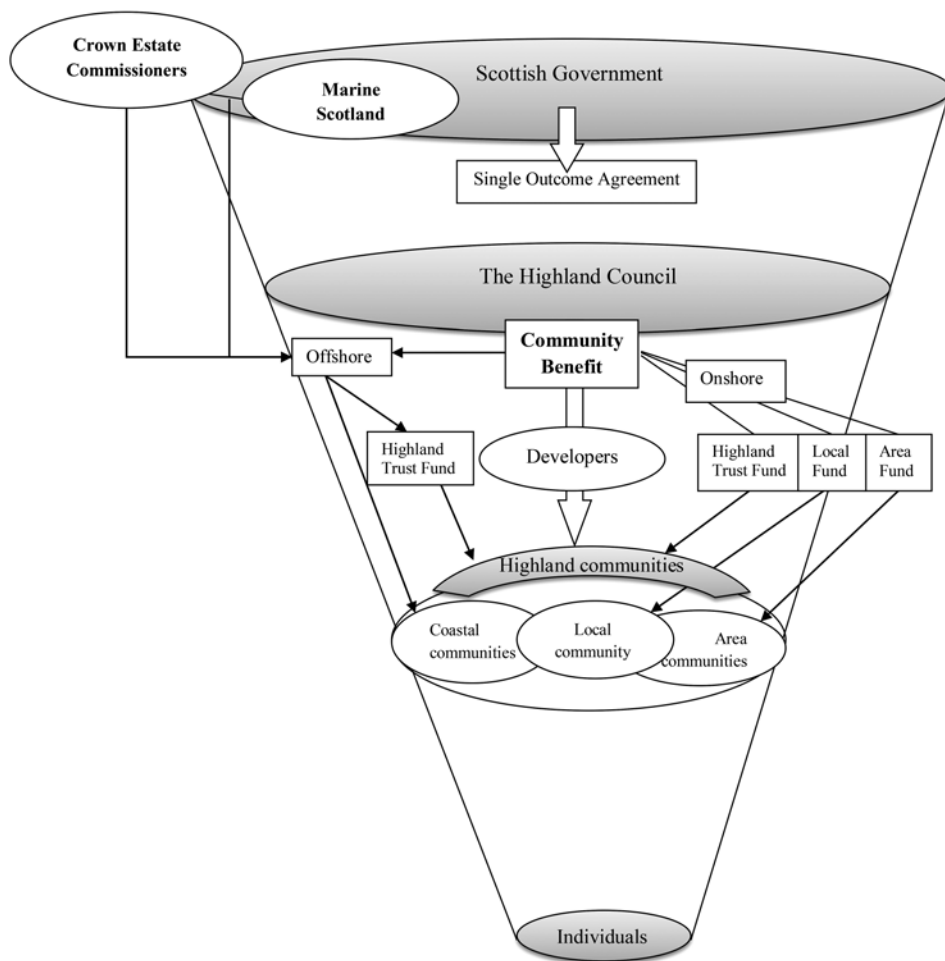 Crown Estate
Commissioners
Scottish Government
Marine
Scotland
Single Outcome Agreement
The Highland Council
Community
Benefit
Offshore
Onshore
Highland
Trust Fund
Developers
Highland
Trust Fund
Local
Fund
Area
Fund
Highland communities
Coastal
communities
Local
community
Area
communities
Individuals